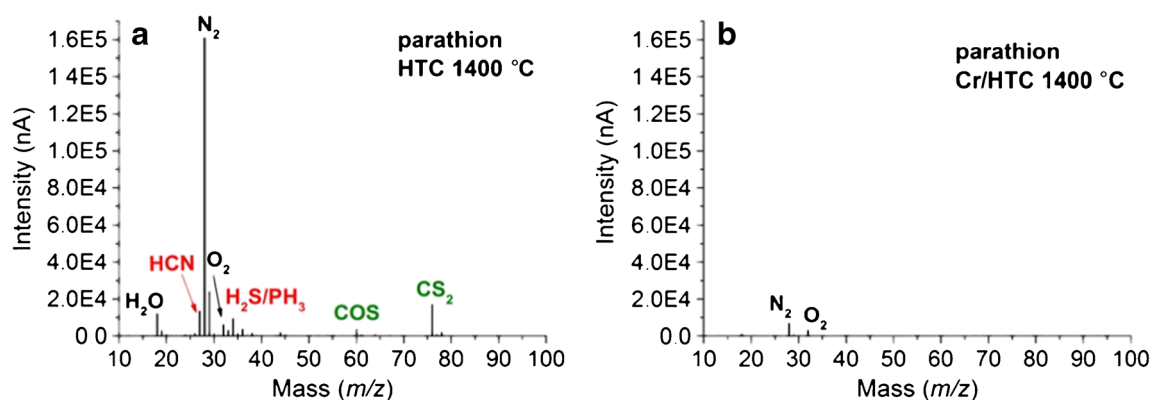 a
parathion
HTC 1400 °C
Intensity (nA)
1.6E5
1.4E5
1.2E5
1.0E5
8.0E4
6.0E4
4.0E4
2.0E4
0.0
N₂
HCN
O₂
H₂O
H₂S/PH₃
COS
CS₂
10 20 30 40 50 60 70 80 90 100
Mass (m/z)
b
parathion
Cr/HTC 1400 °C
Intensity (nA)
1.6E5
1.4E5
1.2E5
1.0E5
8.0E4
6.0E4
4.0E4
2.0E4
0.0
N₂
O₂
10 20 30 40 50 60 70 80 90 100
Mass (m/z)